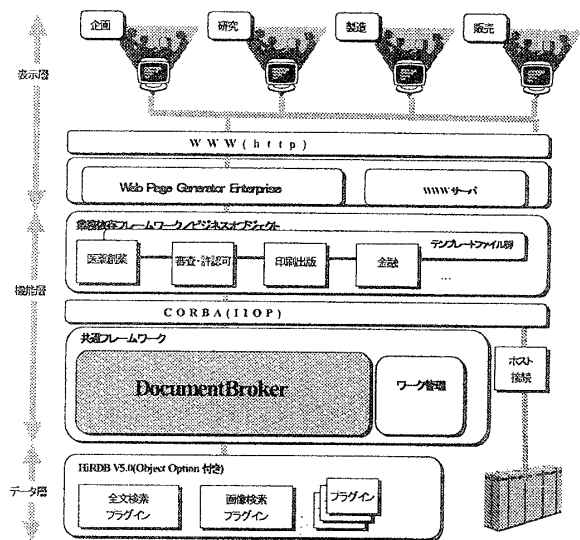 企画
研究
製造
販売
表示層
WWW(http)
Web Page Generator Enterprise
WWWサーバ
業務依存フレームワーク/ビジネスオブジェクト
テンプレートファイル群
医薬創薬
審査・許認可
印刷出版
金融
...
機能層
CORBA(IIOP)
共通フレームワーク
DocumentBroker
ワーク管理
ホスト
接続
データ層
HiRDB V5.0(Object Option 付き)
全文検索
プラグイン
画像検索
プラグイン
プラグイン